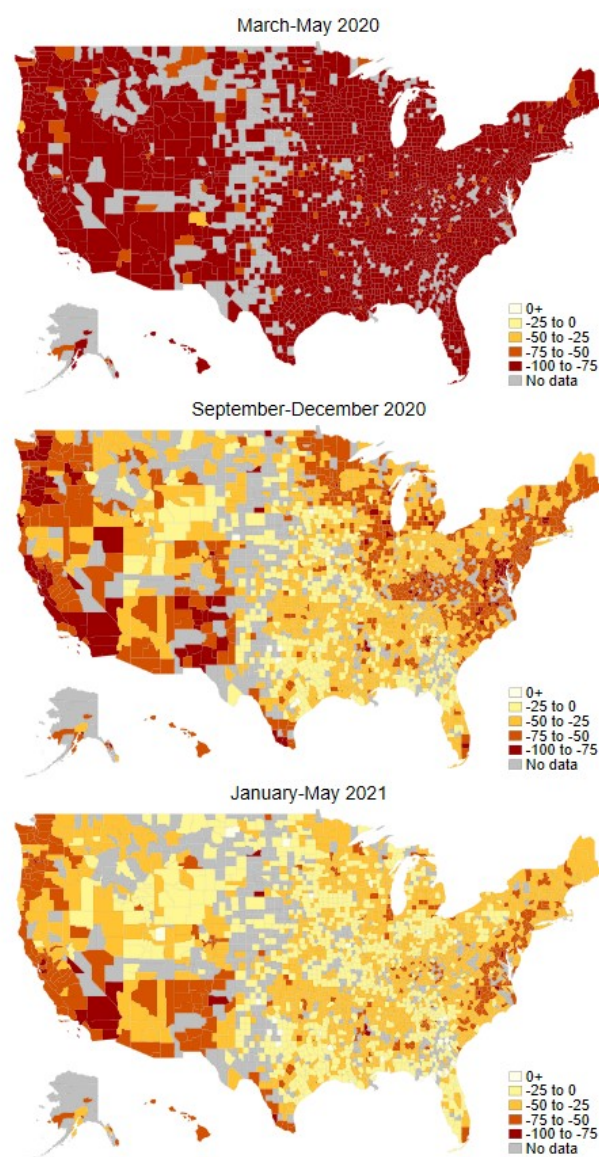 March-May 2020
0+
-25 to 0
-50 to -25
-75 to -50
-100 to -75
No data
September-December 2020
0+
-25 to 0
-50 to -25
-75 to -50
-100 to -75
No data
January-May 2021
0+
-25 to 0
-50 to -25
-75 to -50
-100 to -75
No data